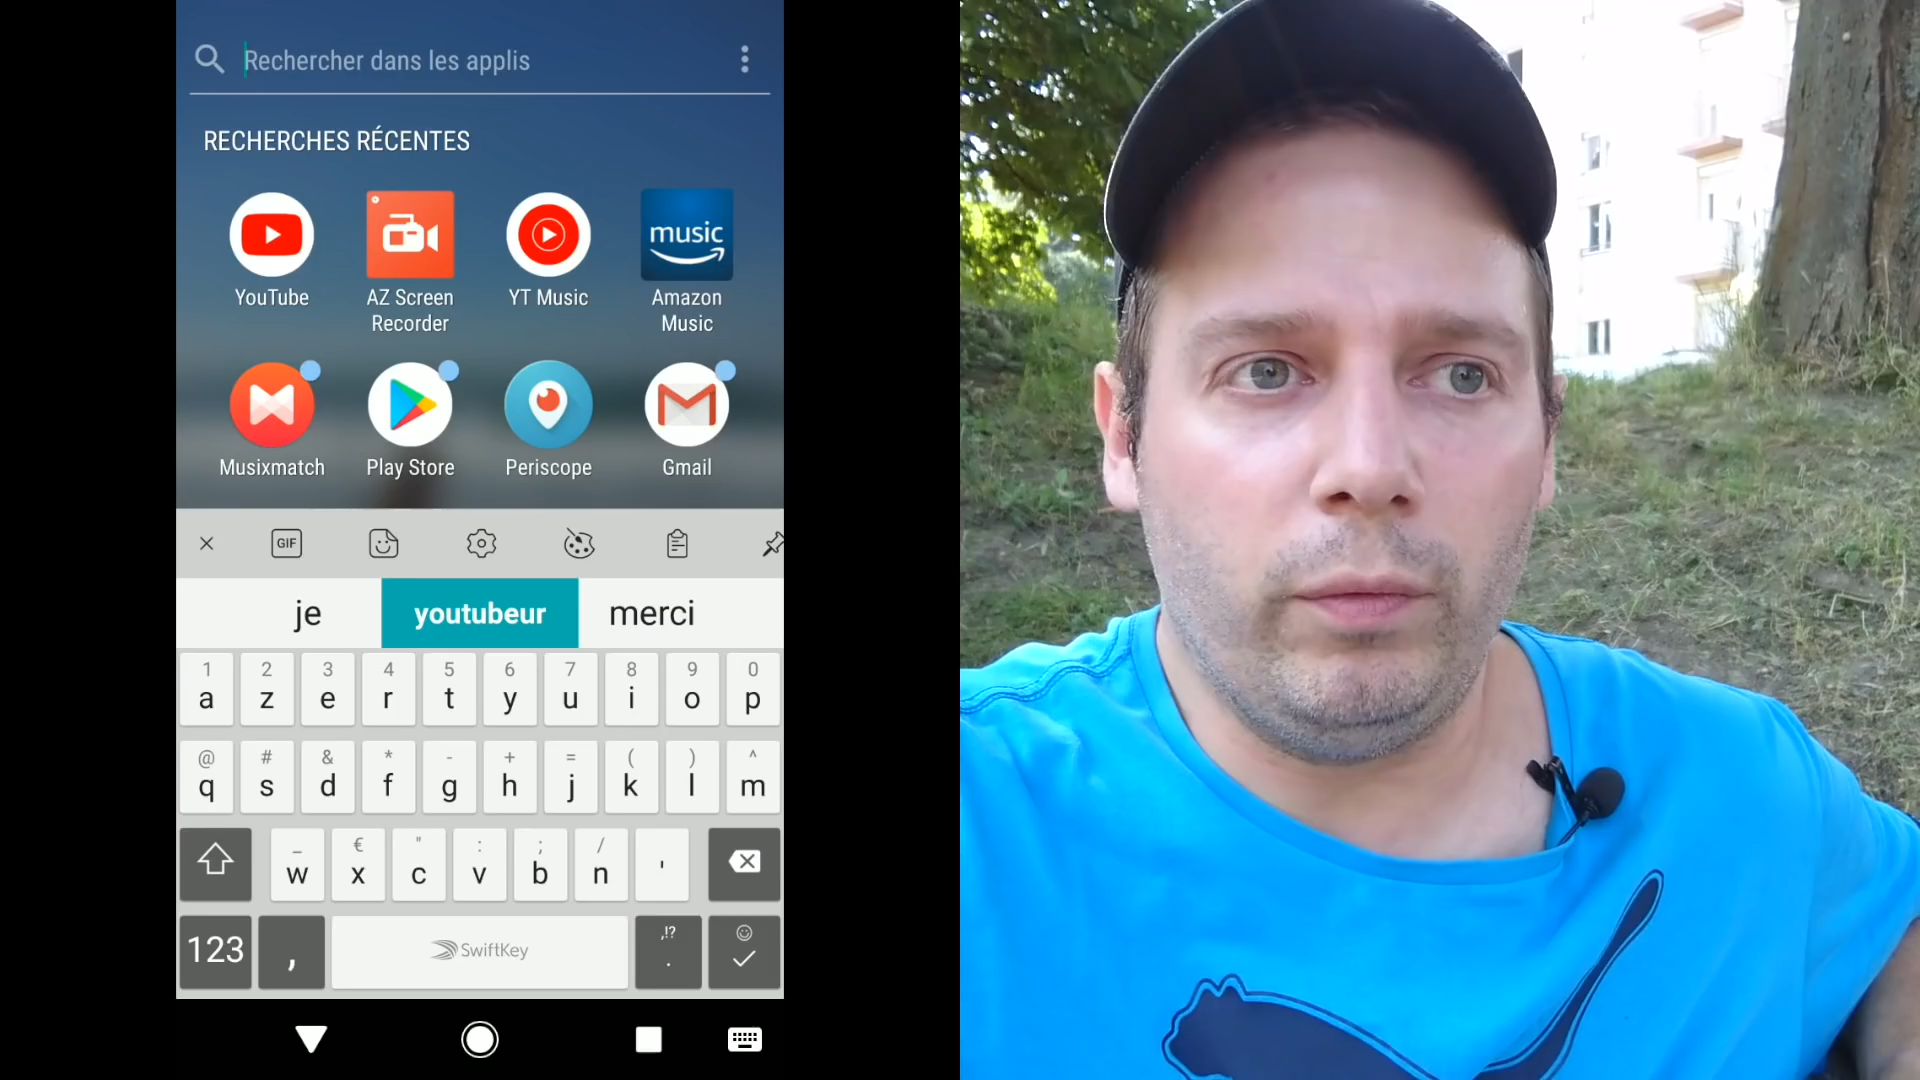 Rechercher dans les applis
RECHERCHES RÉCENTES
music
YouTube
AZ Screen
Recorder
YT Music
Amazon
Music
Musixmatch
Play Store
Periscope
Gmail
GIF
je
youtubeur
merci
1 2 3 4 5 6 7 8 9 0
a z e r t y u i o p
@ # & * - + = ( ) ^
q s d f g h j k l m
_ € " : ; /
w x c v b n '
123 , SwiftKey ,!? .